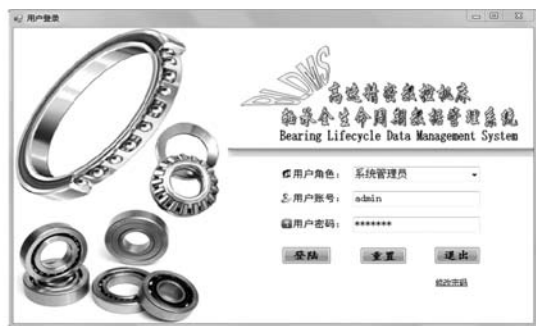 用户登录
BLDMS
高速精密数控机床
轴承全生命周期数据管理系统
Bearing Lifecycle Data Management System
用户角色： 系统管理员
用户账号： admin
用户密码： *******
登陆 重置 退出
修改密码